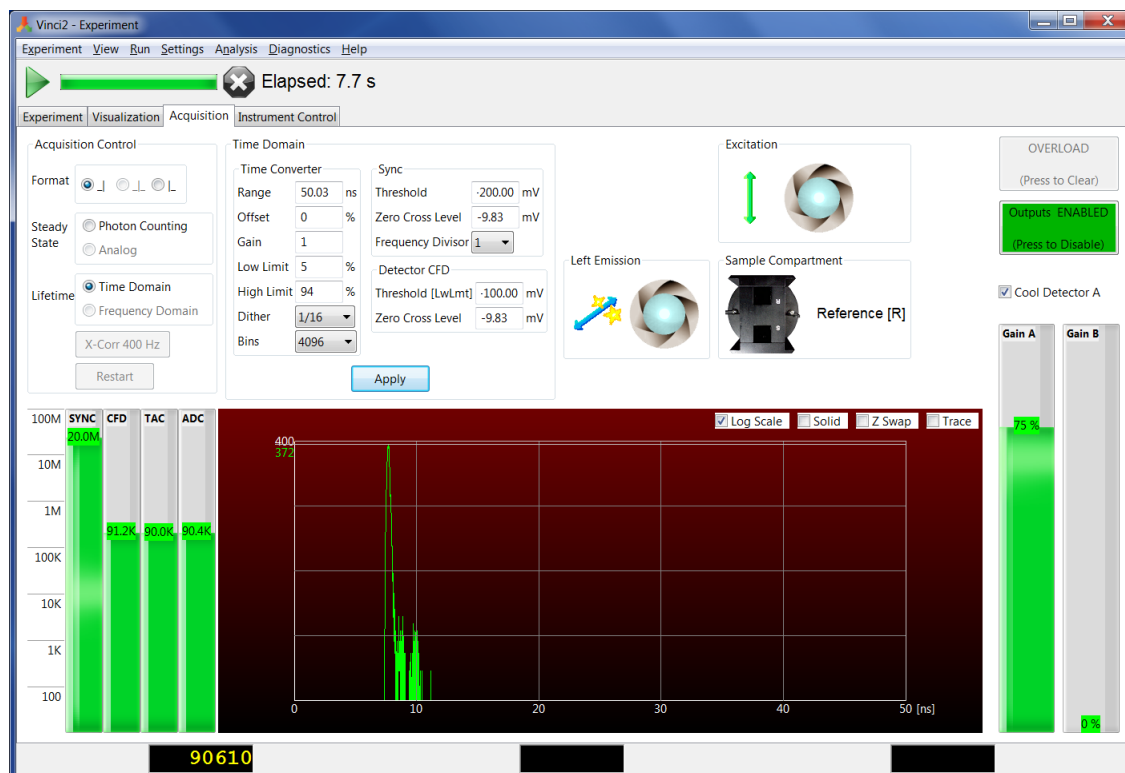 Vinci2 - Experiment
Experiment View Run Settings Analysis Diagnostics Help
Elapsed: 7.7 s
Experiment Visualization Acquisition Instrument Control
Acquisition Control
Format _| _|_ |_
Steady State
Photon Counting
Analog
Lifetime
Time Domain
Frequency Domain
X-Corr 400 Hz
Restart
Time Domain
Time Converter
Range 50.03 ns
Offset 0 %
Gain 1
Low Limit 5 %
High Limit 94 %
Dither 1/16
Bins 4096
Sync
Threshold -200.00 mV
Zero Cross Level -9.83 mV
Frequency Divisor 1
Detector CFD
Threshold [LwLmt] -100.00 mV
Zero Cross Level -9.83 mV
Apply
Excitation
Left Emission
Sample Compartment
R
S
Reference [R]
OVERLOAD
(Press to Clear)
Outputs ENABLED
(Press to Disable)
Cool Detector A
Gain A Gain B
75 %
0 %
100M
10M
1M
100K
10K
1K
100
SYNC CFD TAC ADC
20.0M
91.2K 90.0K 90.4K
Log Scale Solid Z Swap Trace
400
372
0 10 20 30 40 50 [ns]
90610